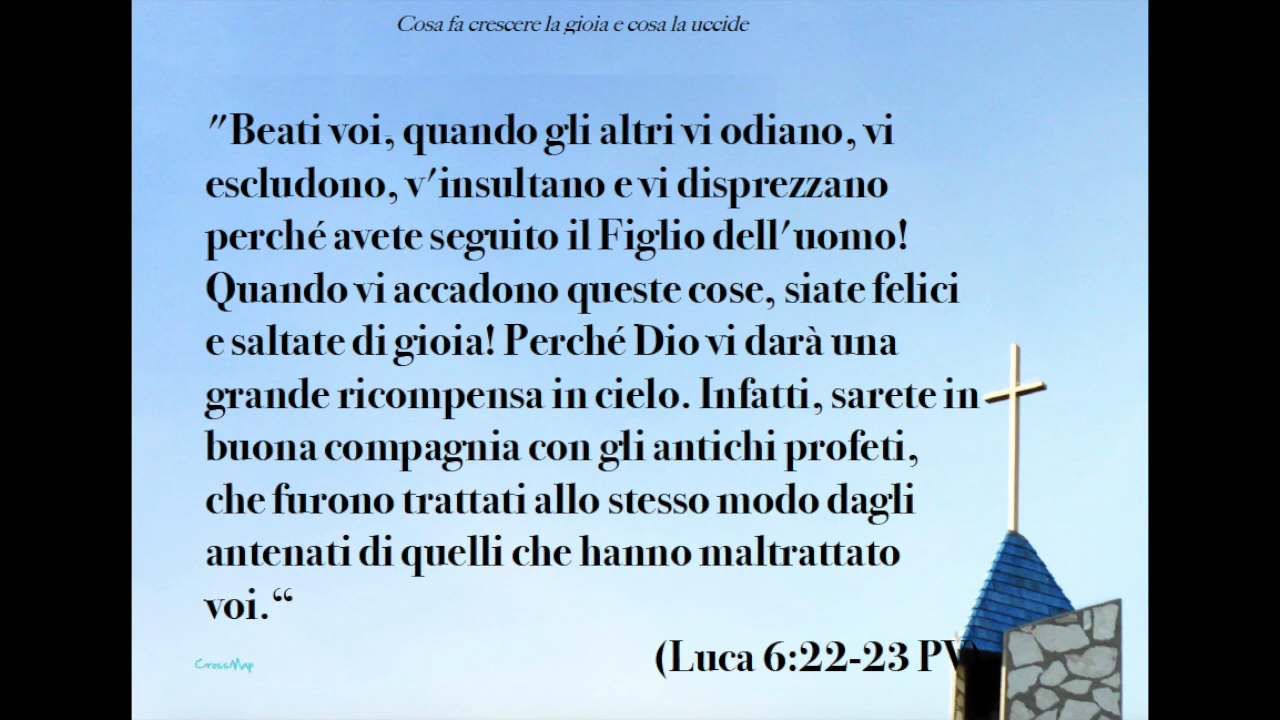 Cosa fa crescere la gioia e cosa la uccide
"Beati voi, quando gli altri vi odiano, vi
escludono, v'insultano e vi disprezzano
perché avete seguito il Figlio dell'uomo!
Quando vi accadono queste cose, siate felici
e saltate di gioia! Perché Dio vi darà una
grande ricompensa in cielo. Infatti, sarete in
buona compagnia con gli antichi profeti,
che furono trattati allo stesso modo dagli
antenati di quelli che hanno maltrattato
voi.“
(Luca 6:22-23 PV)
CrossMap